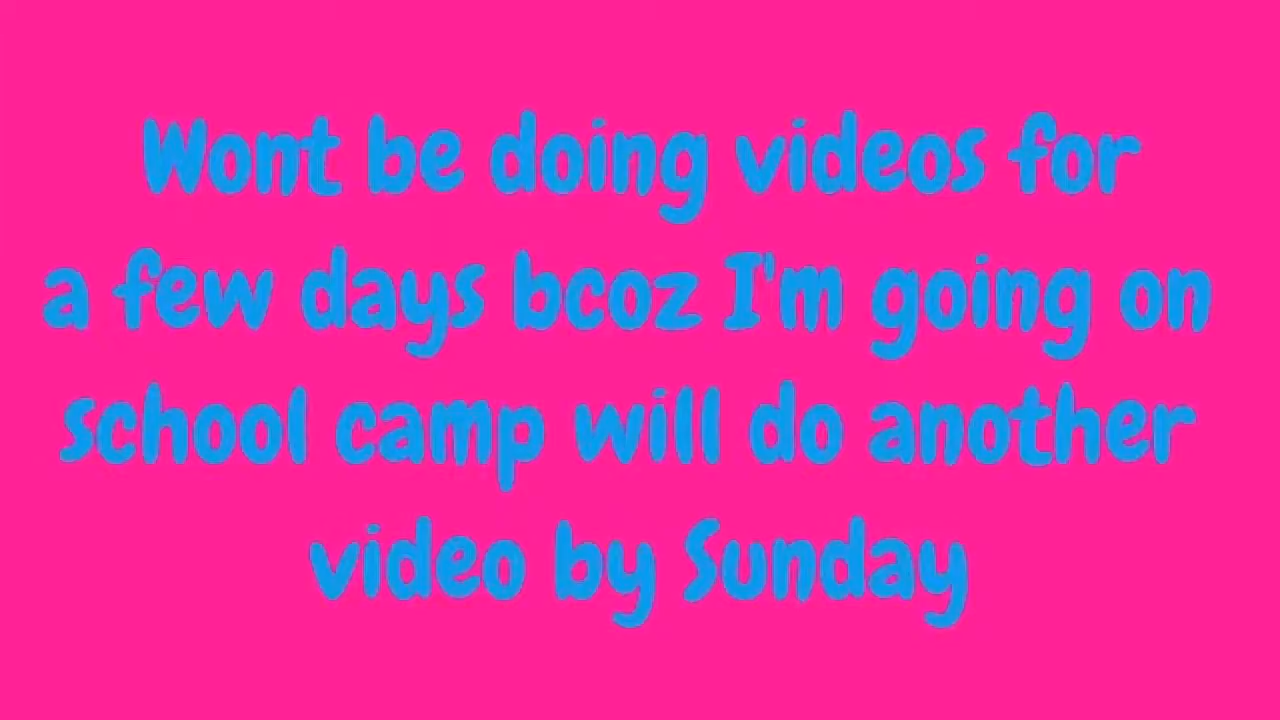 Wont be doing videos for
a few days bcoz I'm going on
school camp will do another
video by Sunday